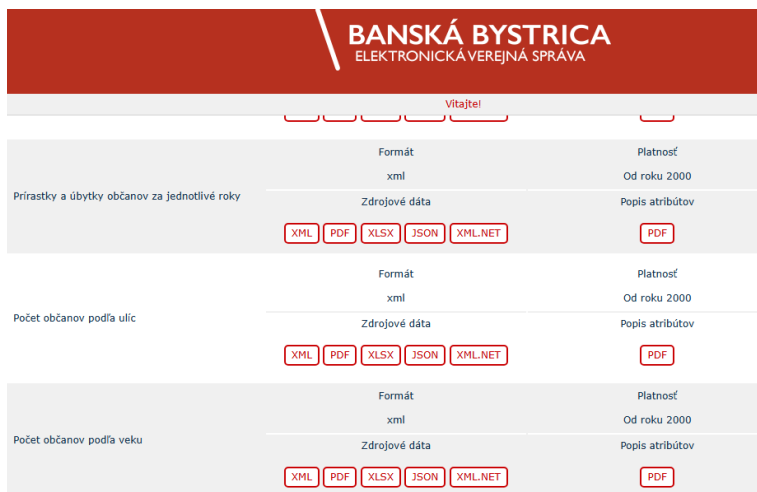 BANSKÁ BYSTRICA
ELEKTRONICKÁ VEREJNÁ SPRÁVA
Vitajte!
Prírastky a úbytky občanov za jednotlivé roky
Formát Platnosť
xml Od roku 2000
Zdrojové dáta Popis atribútov
XML PDF XLSX JSON XML.NET PDF
Počet občanov podľa ulíc
Formát Platnosť
xml Od roku 2000
Zdrojové dáta Popis atribútov
XML PDF XLSX JSON XML.NET PDF
Počet občanov podľa veku
Formát Platnosť
xml Od roku 2000
Zdrojové dáta Popis atribútov
XML PDF XLSX JSON XML.NET PDF